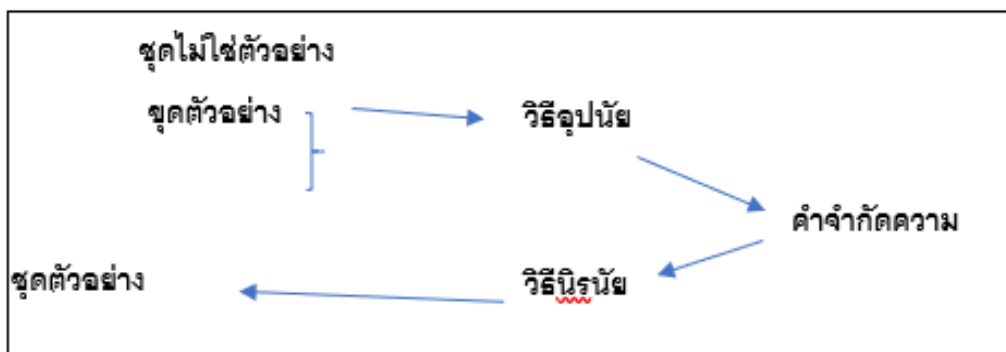 ชุดไม่ใช่ตัวอย่าง
ขุดตัวอย่าง
วิธีอุปนัย
คำจำกัดความ
ชุดตัวอย่าง
วิธีนิรนัย